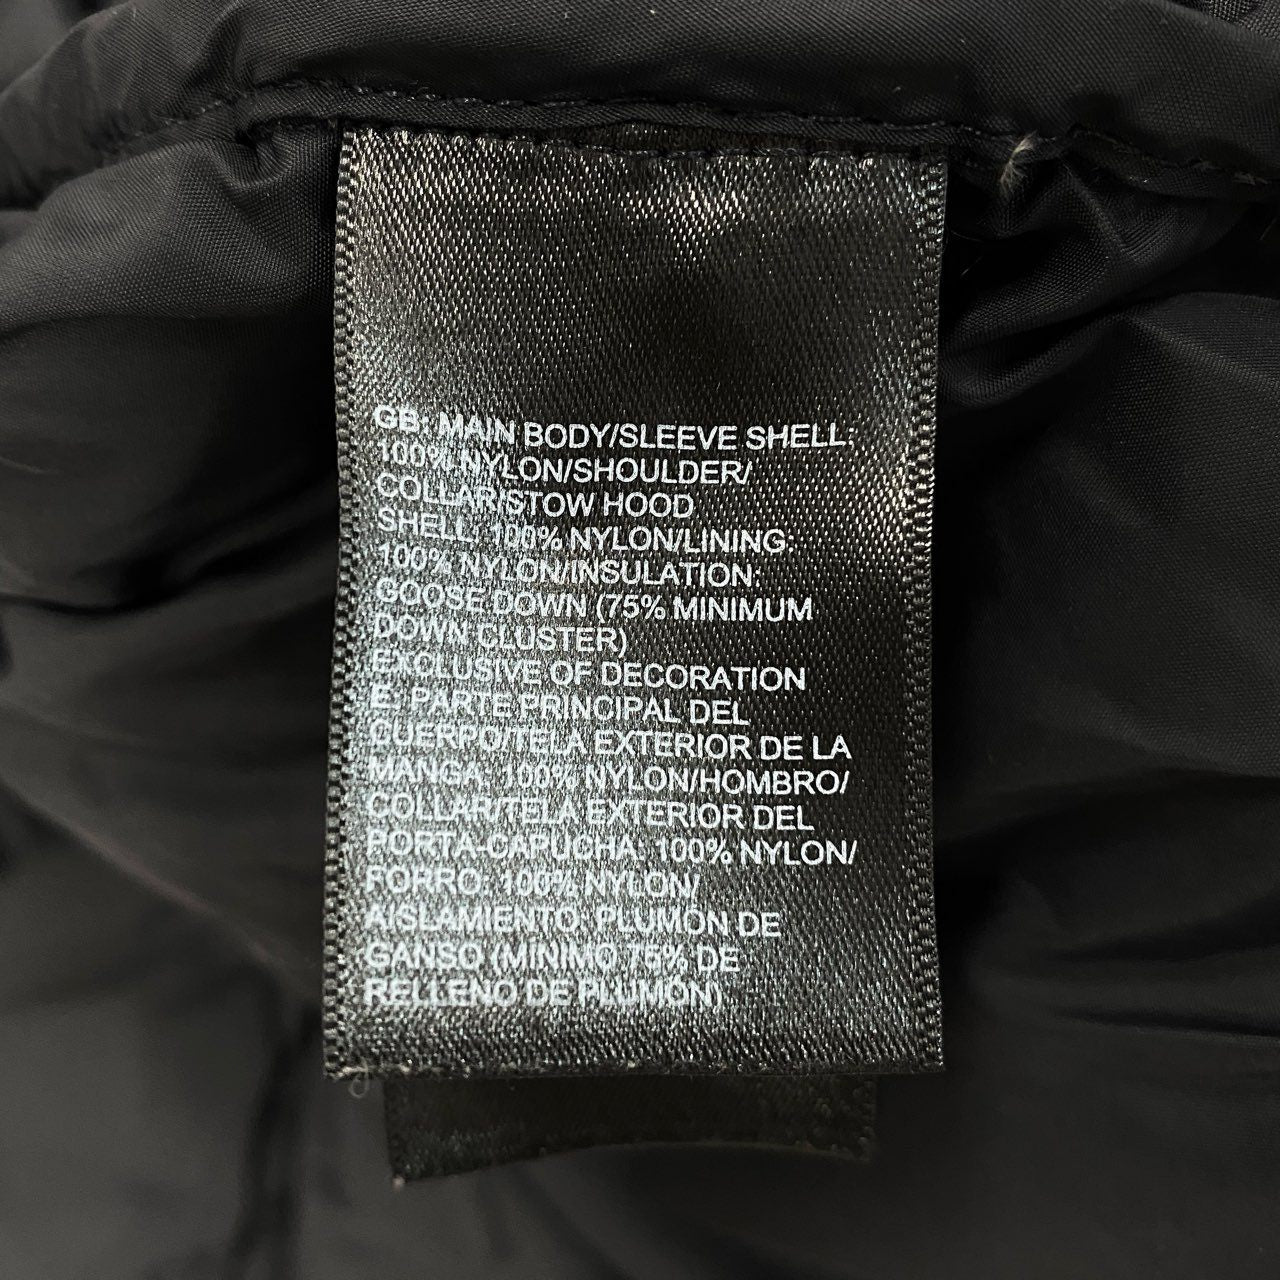 GB: MAIN BODY/SLEEVE SHELL:
100% NYLON/SHOULDER/
COLLAR/STOW HOOD
SHELL: 100% NYLON/LINING:
100% NYLON/INSULATION:
GOOSE DOWN (75% MINIMUM
DOWN CLUSTER)
EXCLUSIVE OF DECORATION
E: PARTE PRINCIPAL DEL
CUERPO/TELA EXTERIOR DE LA
MANGA: 100% NYLON/HOMBRO/
COLLAR/TELA EXTERIOR DEL
PORTA-CAPUCHA: 100% NYLON/
FORRO: 100% NYLON/
AISLAMIENTO: PLUMÓN DE
GANSO (MÍNIMO 75% DE
RELLENO DE PLUMÓN)